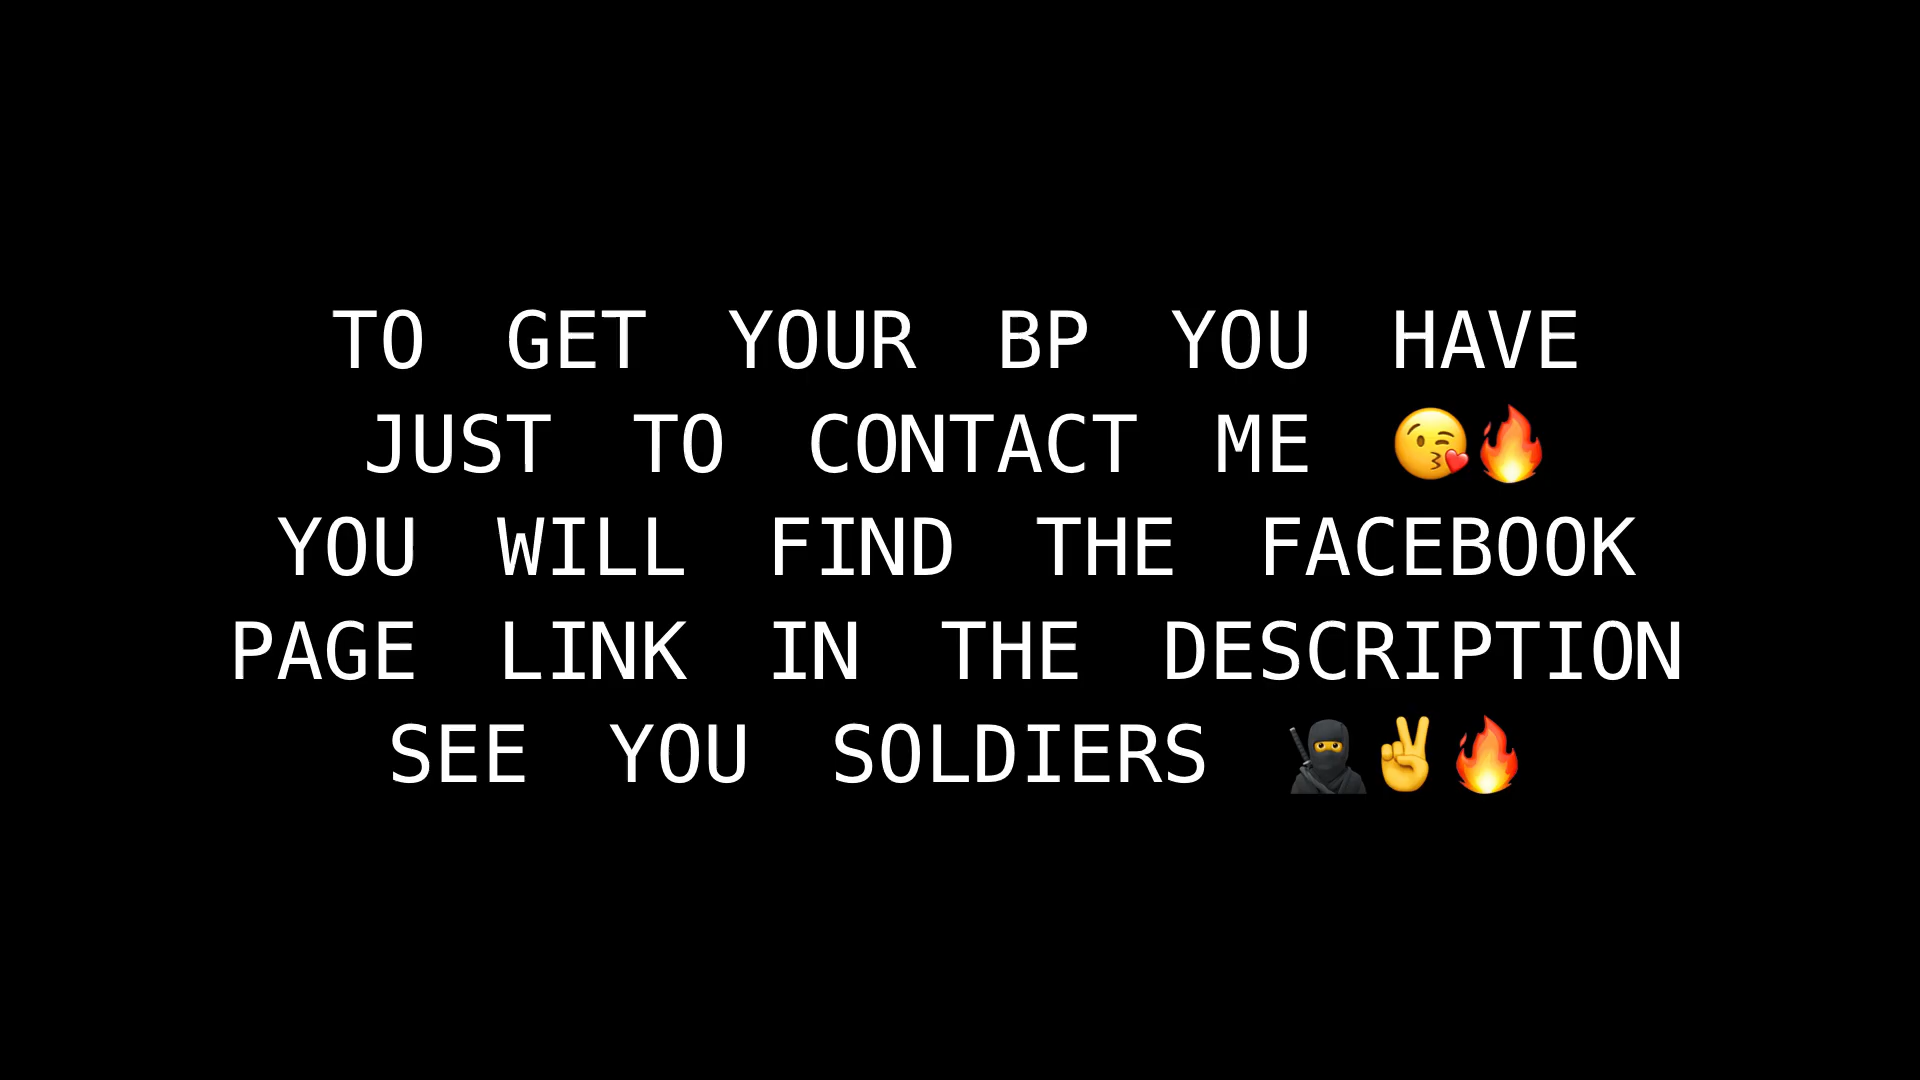 TO GET YOUR BP YOU HAVE
JUST TO CONTACT ME 😘🔥
YOU WILL FIND THE FACEBOOK
PAGE LINK IN THE DESCRIPTION
SEE YOU SOLDIERS 🥷✌🔥